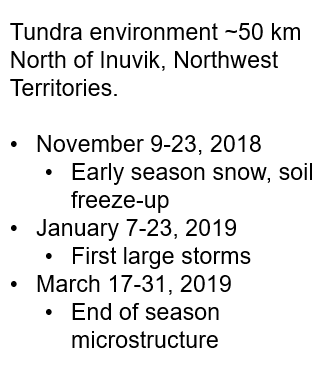 Tundra environment ~50 km
North of Inuvik, Northwest
Territories.
• November 9-23, 2018
• Early season snow, soil
freeze-up
• January 7-23, 2019
• First large storms
• March 17-31, 2019
• End of season
microstructure